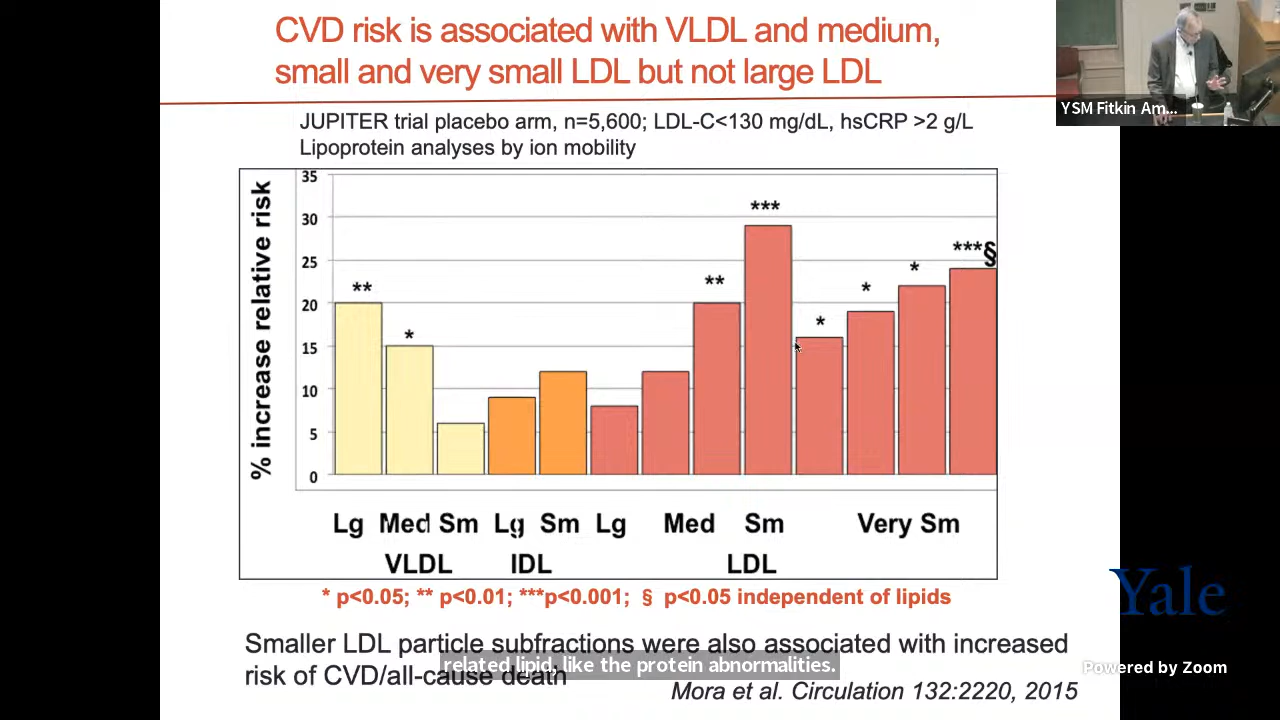 CVD risk is associated with VLDL and medium,
small and very small LDL but not large LDL
YSM Fitkin Am...
JUPITER trial placebo arm, n=5,600; LDL-C<130 mg/dL, hsCRP >2 g/L
Lipoprotein analyses by ion mobility
% increase relative risk
35
30
25
20
15
10
5
0
**
*
**
***
*
*
*
***§
Lg Med Sm Lg Sm Lg Med Sm Very Sm
VLDL IDL LDL
* p<0.05; ** p<0.01; ***p<0.001; § p<0.05 independent of lipids
Smaller LDL particle subfractions were also associated with increased
risk of CVD/all-cause death
related lipid, like the protein abnormalities.
Mora et al. Circulation 132:2220, 2015
Yale
Powered by Zoom